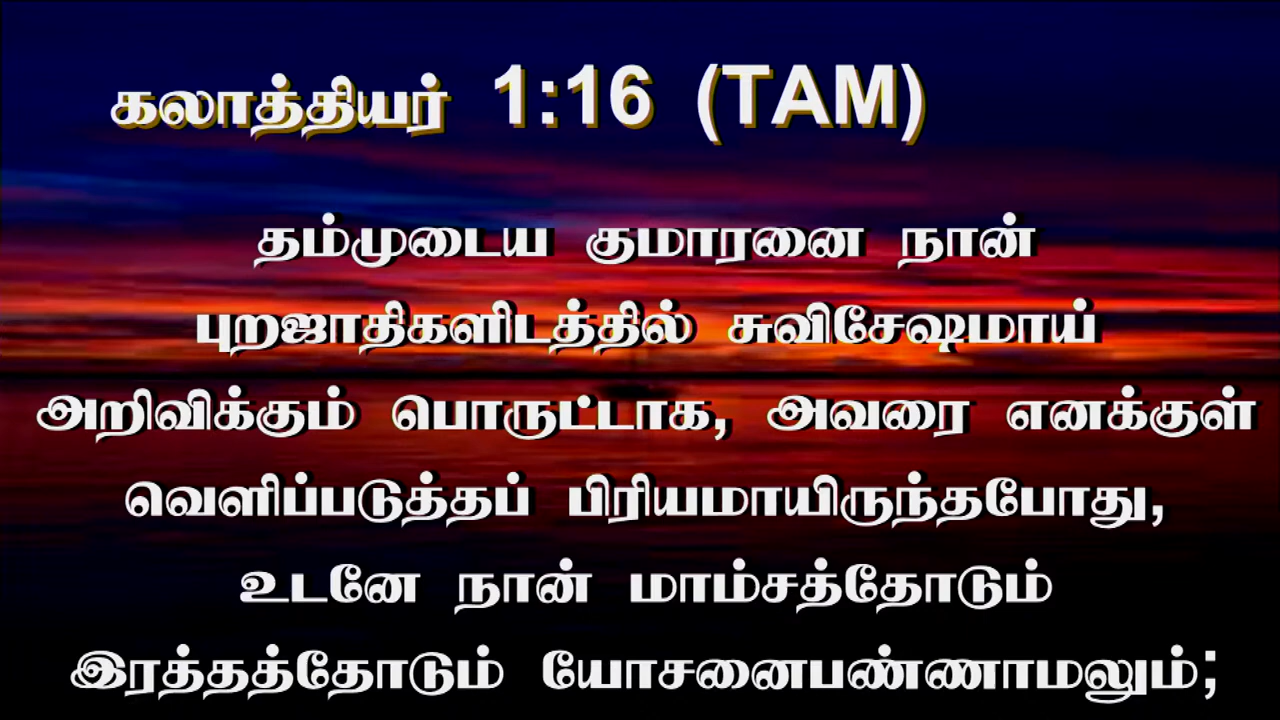 கலாத்தியர் 1:16 (TAM)
தம்முடைய குமாரனை நான்
புறஜாதிகளிடத்தில் சுவிசேஷமாய்
அறிவிக்கும் பொருட்டாக, அவரை எனக்குள்
வெளிப்படுத்தப் பிரியமாயிருந்தபோது,
உடனே நான் மாம்சத்தோடும்
இரத்தத்தோடும் யோசனைபண்ணாமலும்;